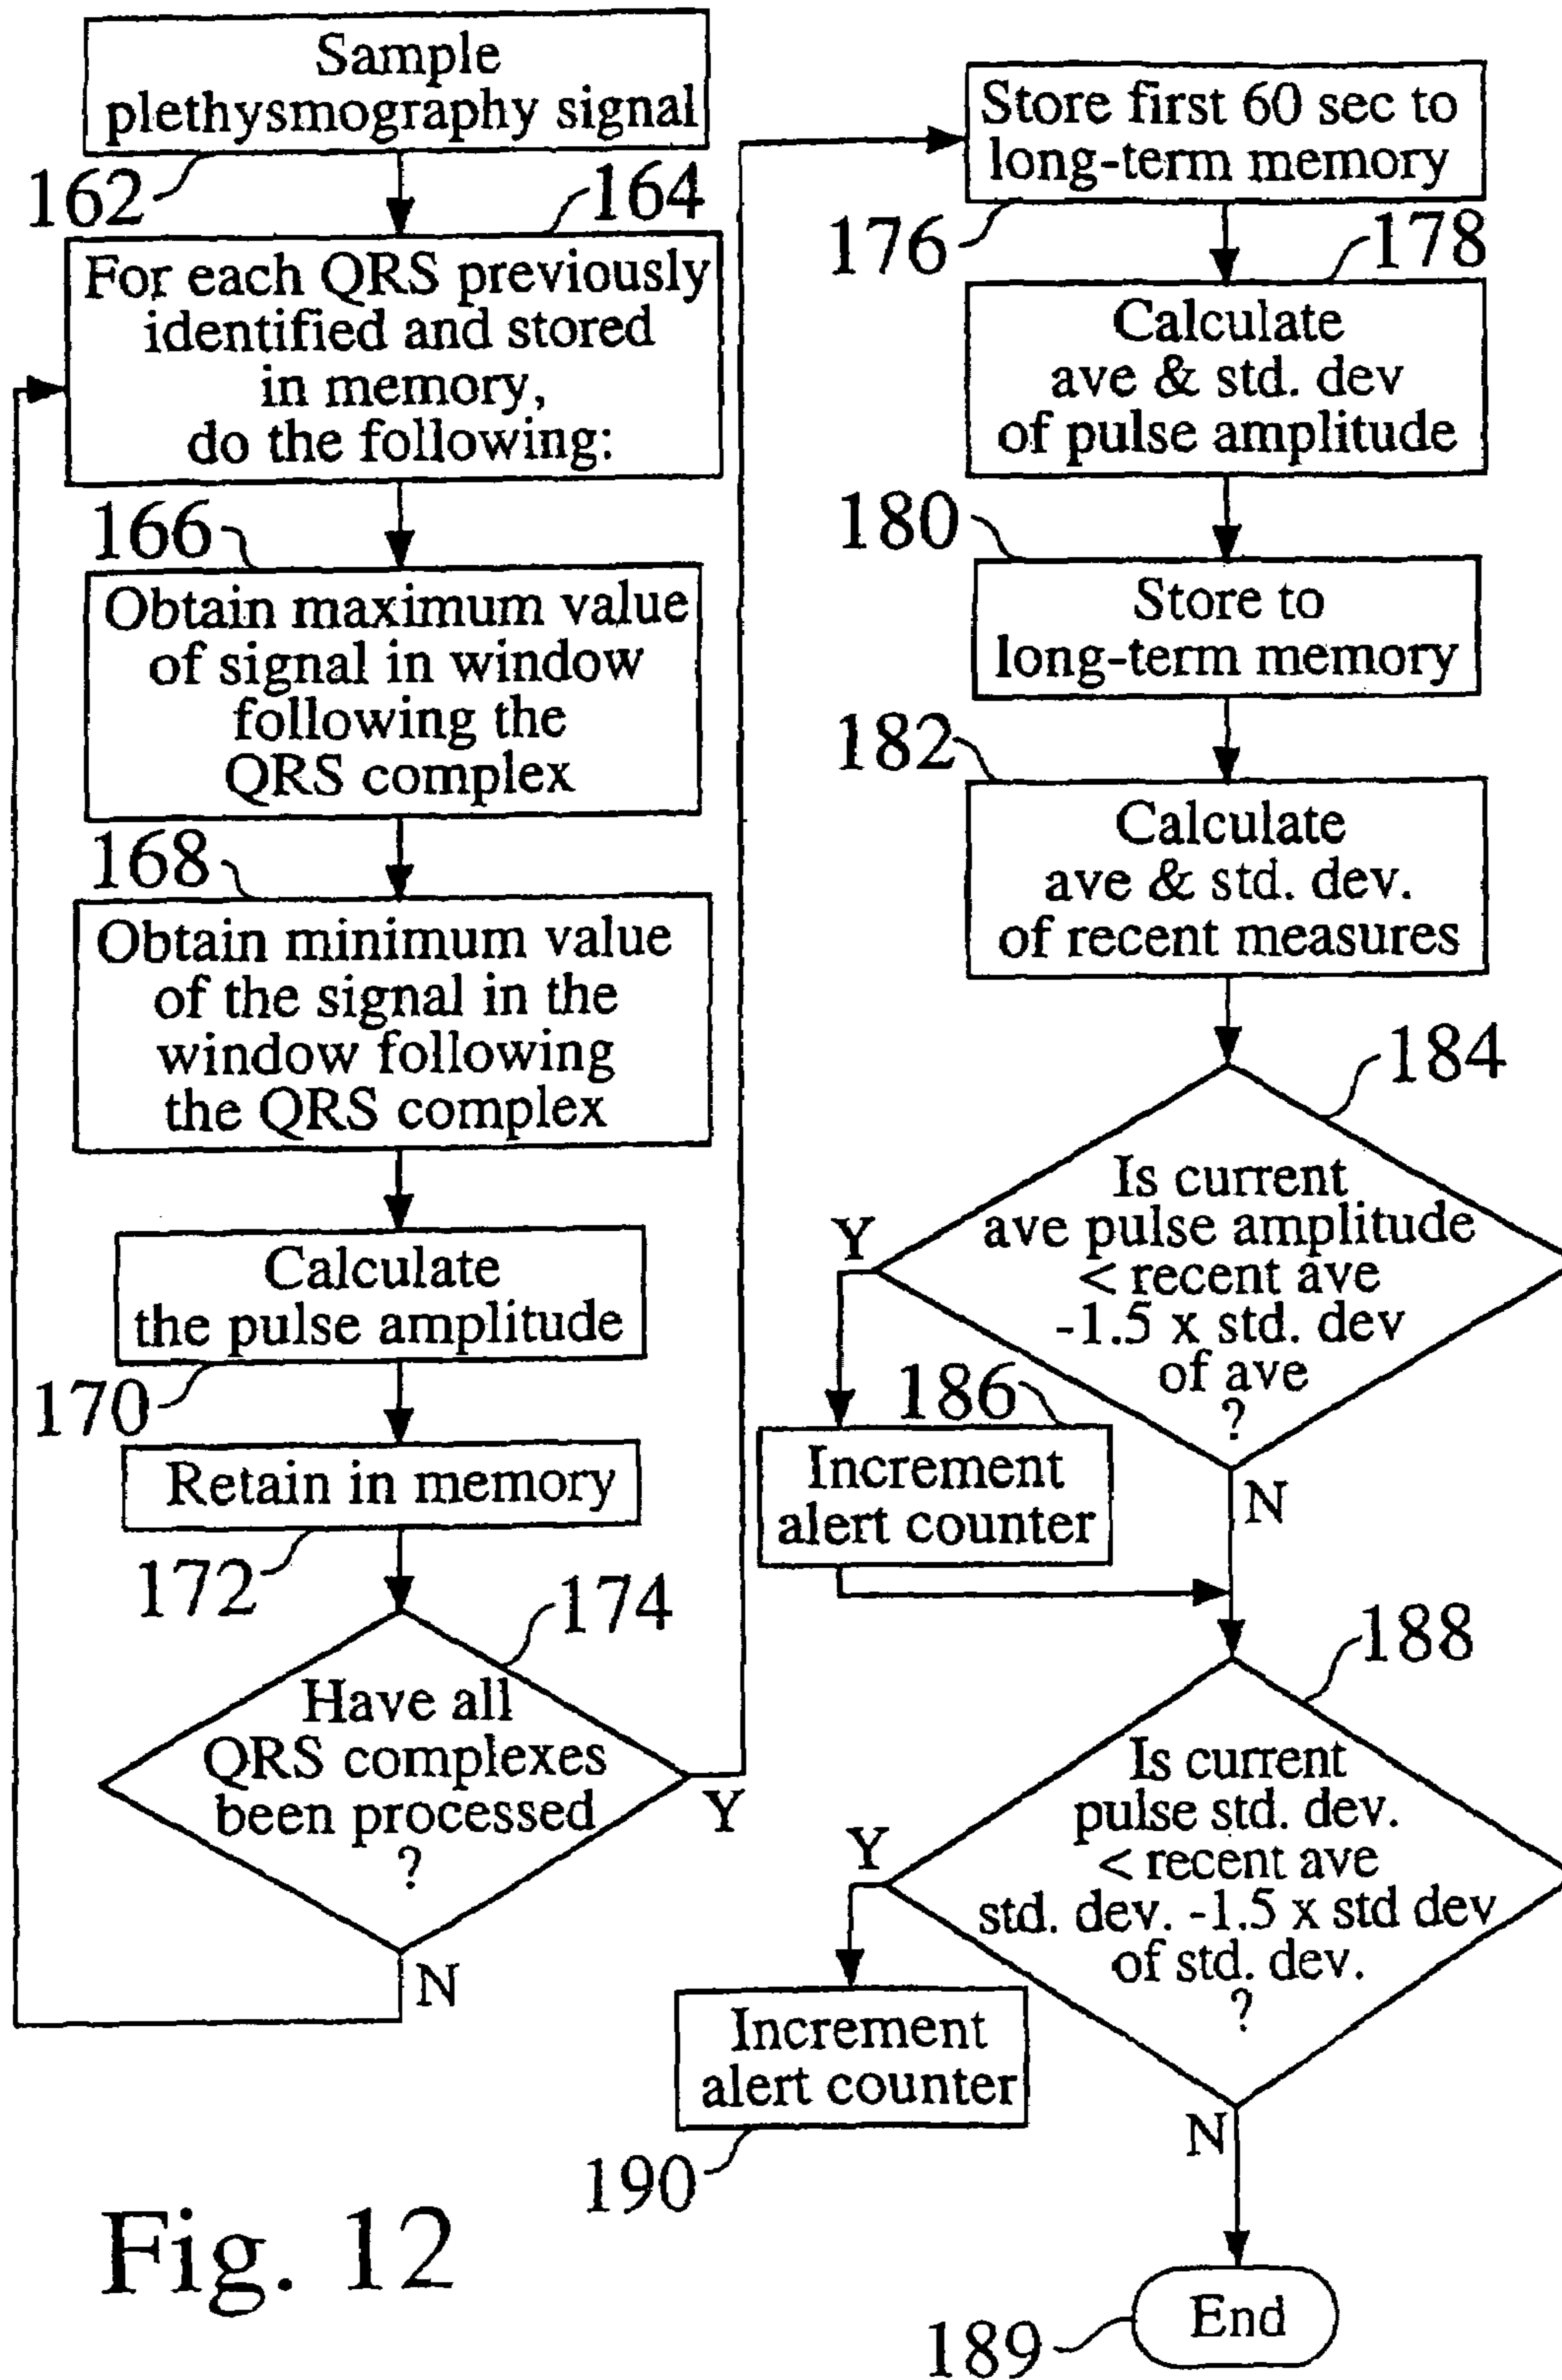 Sample
plethysmography signal
162
164
For each QRS previously
identified and stored
in memory,
do the following:
166
Obtain maximum value
of signal in window
following the
QRS complex
168
Obtain minimum value
of the signal in the
window following
the QRS complex
Calculate
the pulse amplitude
170
Retain in memory
172
174
Have all
QRS complexes
been processed
?
Y
N
Store first 60 sec to
long-term memory
176
178
Calculate
ave & std. dev
of pulse amplitude
180
Store to
long-term memory
182
Calculate
ave & std. dev.
of recent measures
184
Is current
ave pulse amplitude
< recent ave
-1.5 x std. dev
of ave
?
Y
N
186
Increment
alert counter
188
Is current
pulse std. dev.
< recent ave
std. dev. -1.5 x std dev
of std. dev.
?
Y
N
Increment
alert counter
190
End
189
Fig. 12